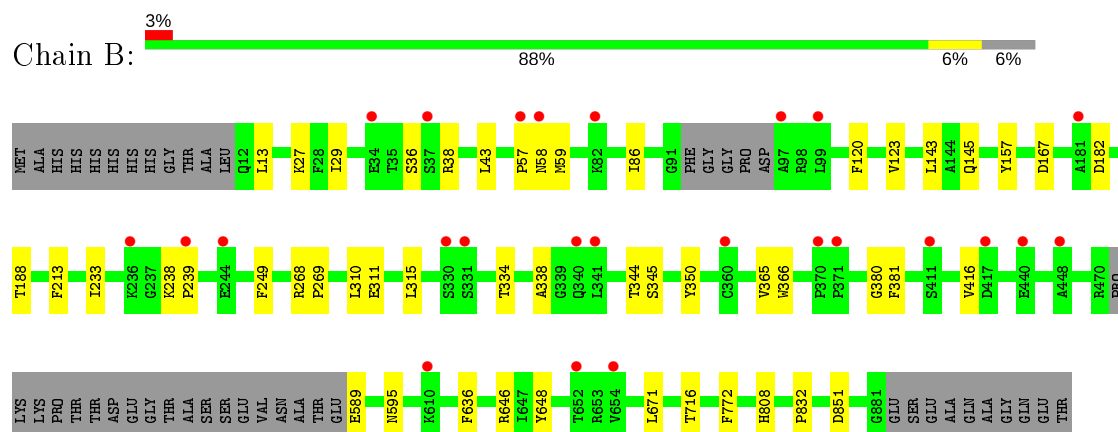 3%
Chain B:
88% 6% 6%
MET ALA HIS HIS HIS HIS HIS HIS GLY THR ALA LEU Q12 L13 K27 F28 I29 E34 T35 S36 S37 R38 L43 P57 N58 M59 K82 I86 G91 PHE GLY GLY PRO ASP A97 R98 L99 F120 V123 L143 A144 Q145 Y157 D167 A181 D182
T188 F213 I233 K236 G237 K238 P239 E244 F249 R268 P269 L310 E311 L315 S330 S331 T334 A338 G339 Q340 L341 T344 S345 Y350 C360 V365 W366 P370 P371 G380 F381 S411 V416 D417 E440 A448 R470 PRO
LYS LYS PRO THR THR ASP GLU GLY THR ALA SER SER GLU VAL ASN ALA THR GLU E589 N595 K610 F636 R646 I647 Y648 T652 R653 V654 L671 T716 F772 H808 P832 D851 G881 GLU SER GLU ALA GLN ALA GLY GLN GLU THR